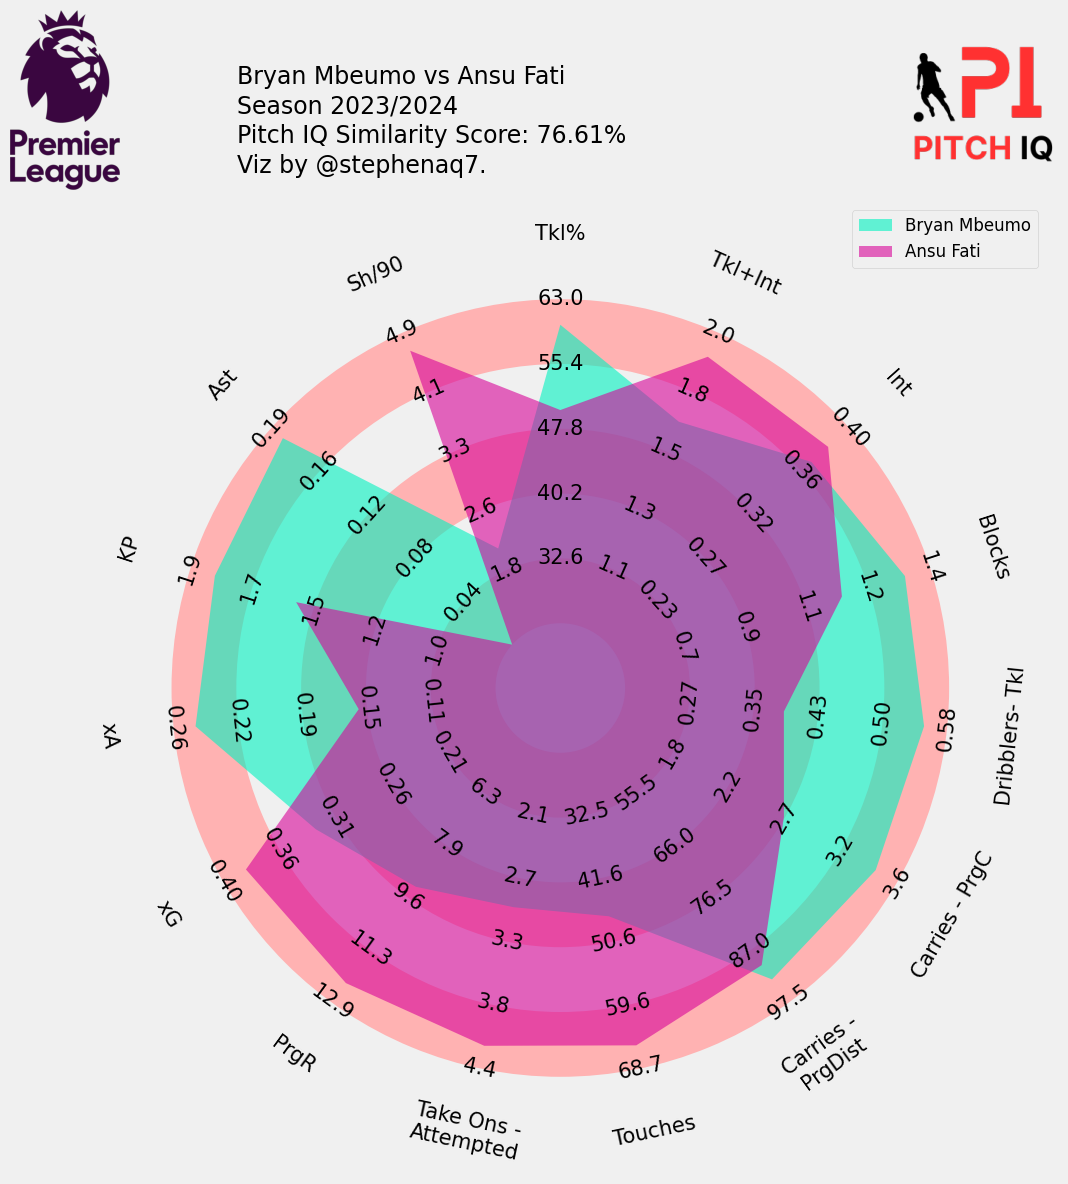 Premier
League
Bryan Mbeumo vs Ansu Fati
Season 2023/2024
Pitch IQ Similarity Score: 76.61%
Viz by @stephenaq7.
PI
PITCH IQ
Bryan Mbeumo
Ansu Fati
Tkl%
63.0
55.4
47.8
40.2
32.6
Tkl+Int
2.0
1.8
1.5
1.3
1.1
Int
0.40
0.36
0.32
0.27
0.23
Blocks
1.4
1.2
1.1
0.9
0.7
Dribblers- Tkl
0.58
0.50
0.43
0.35
0.27
Carries - PrgC
3.6
3.2
2.7
2.2
1.8
Carries -
PrgDist
97.5
87.0
76.5
66.0
55.5
Touches
68.7
59.6
50.6
41.6
32.5
Take Ons -
Attempted
4.4
3.8
3.3
2.7
2.1
PrgR
12.9
11.3
9.6
7.9
6.3
xG
0.40
0.36
0.31
0.26
0.21
xA
0.26
0.22
0.19
0.15
0.11
KP
1.9
1.7
1.5
1.2
1.0
Ast
0.19
0.16
0.12
0.08
0.04
Sh/90
4.9
4.1
3.3
2.6
1.8